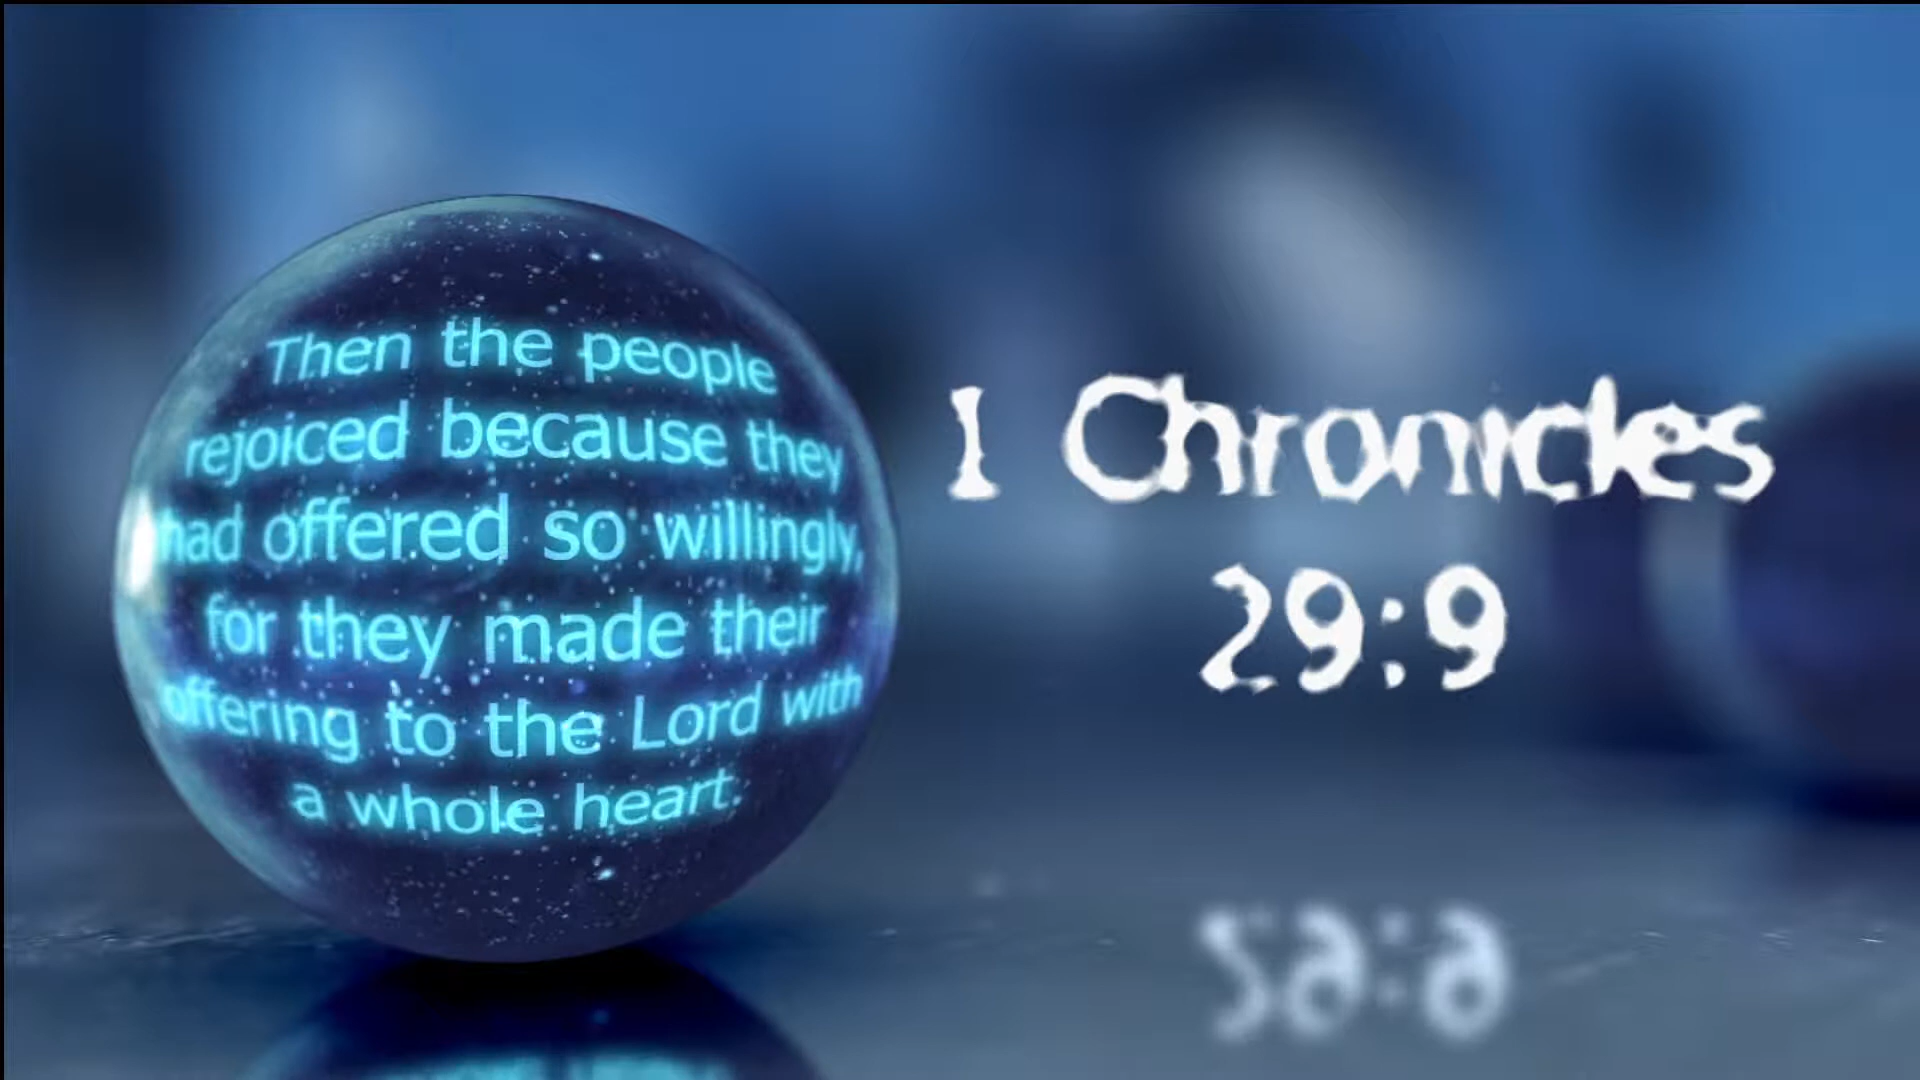 Then the people
rejoiced because they
had offered so willingly,
for they made their
offering to the Lord with
a whole heart.
1 Chronicles
29:9